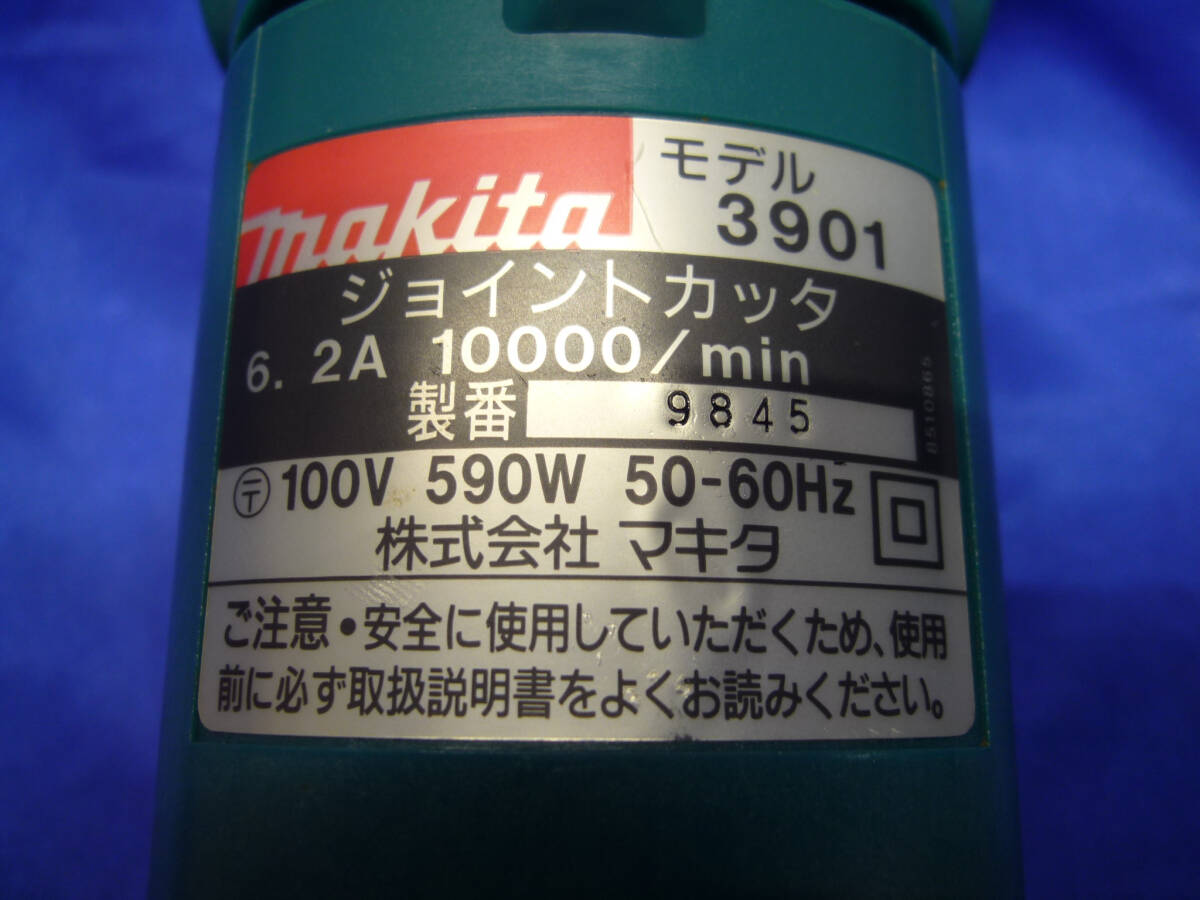 makita
モデル
3901
ジョイントカッタ
6.2A 10000/min
製番 9845
8510865
〶100V 590W 50-60Hz
株式会社 マキタ
ご注意・安全に使用していただくため、使用
前に必ず取扱説明書をよくお読みください。